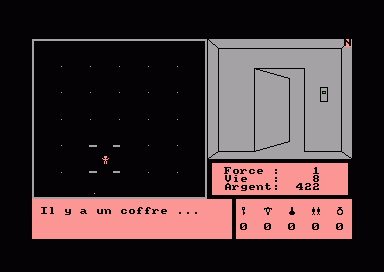 N
Force : 1
Vie : 8
Argent: 422
Il y a un coffre ...
0 0 0 0 0